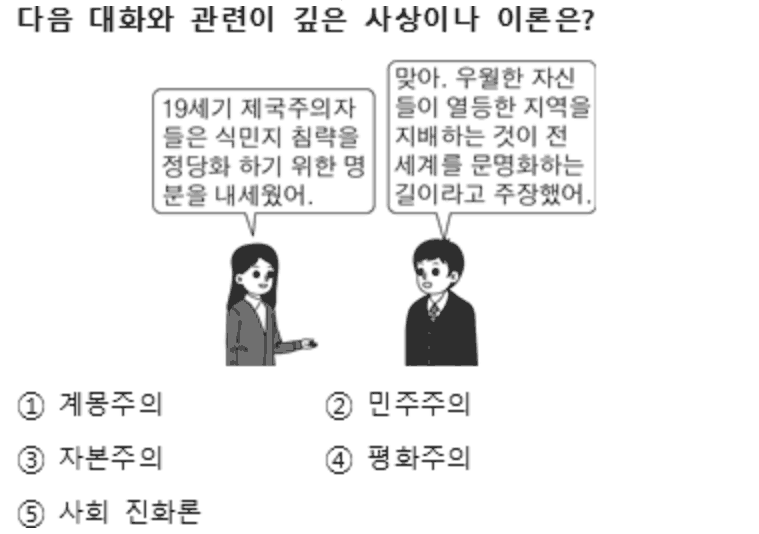 다음 대화와 관련이 깊은 사상이나 이론은?
19세기 제국주의자
들은 식민지 침략을
정당화 하기 위한 명
분을 내세웠어.
맞아. 우월한 자신
들이 열등한 지역을
지배하는 것이 전
세계를 문명화하는
길이라고 주장했어.
① 계몽주의
② 민주주의
③ 자본주의
④ 평화주의
⑤ 사회 진화론